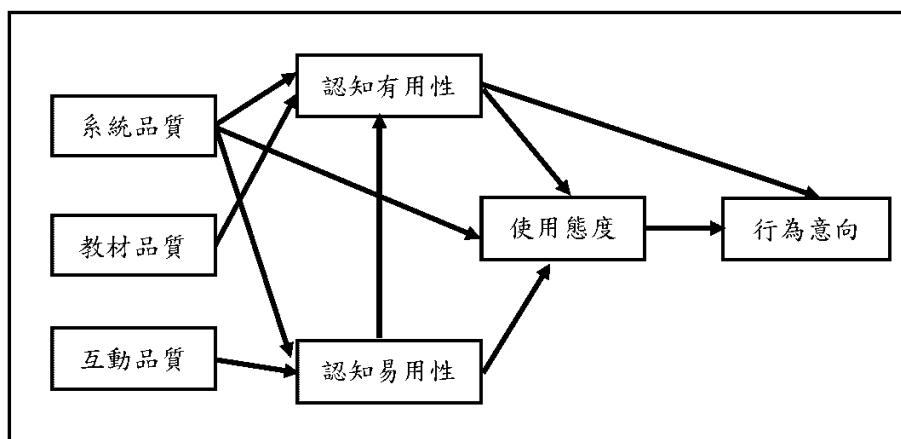 認知有用性
系統品質
教材品質
使用態度
行為意向
互動品質
認知易用性